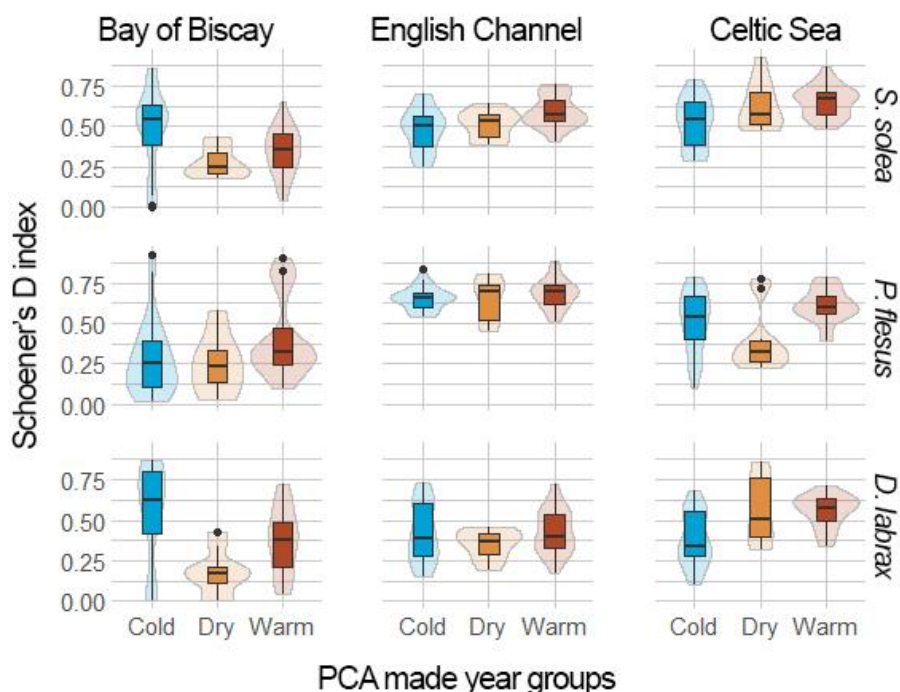 Bay of Biscay
English Channel
Celtic Sea
Schoener's D index
0.75
0.50
0.25
0.00
S. solea
0.75
0.50
0.25
0.00
P. flesus
0.75
0.50
0.25
0.00
D. labrax
Cold Dry Warm
Cold Dry Warm
Cold Dry Warm
PCA made year groups